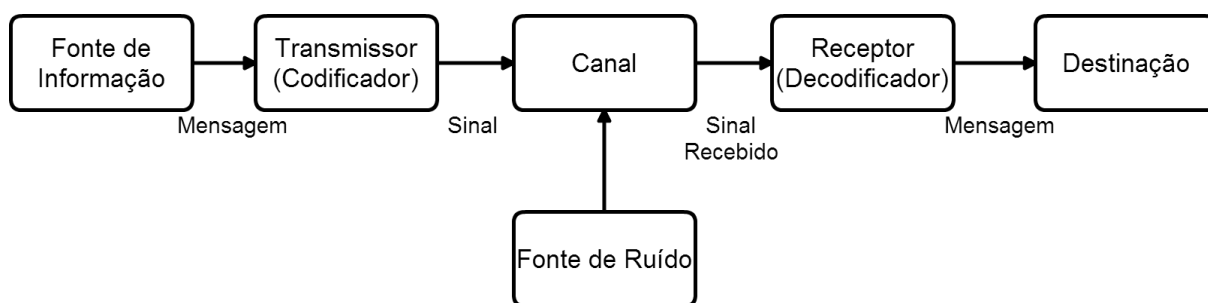 Fonte de
Informação
Transmissor
(Codificador)
Canal
Receptor
(Decodificador)
Destinação
Mensagem
Sinal
Sinal
Recebido
Mensagem
Fonte de Ruído